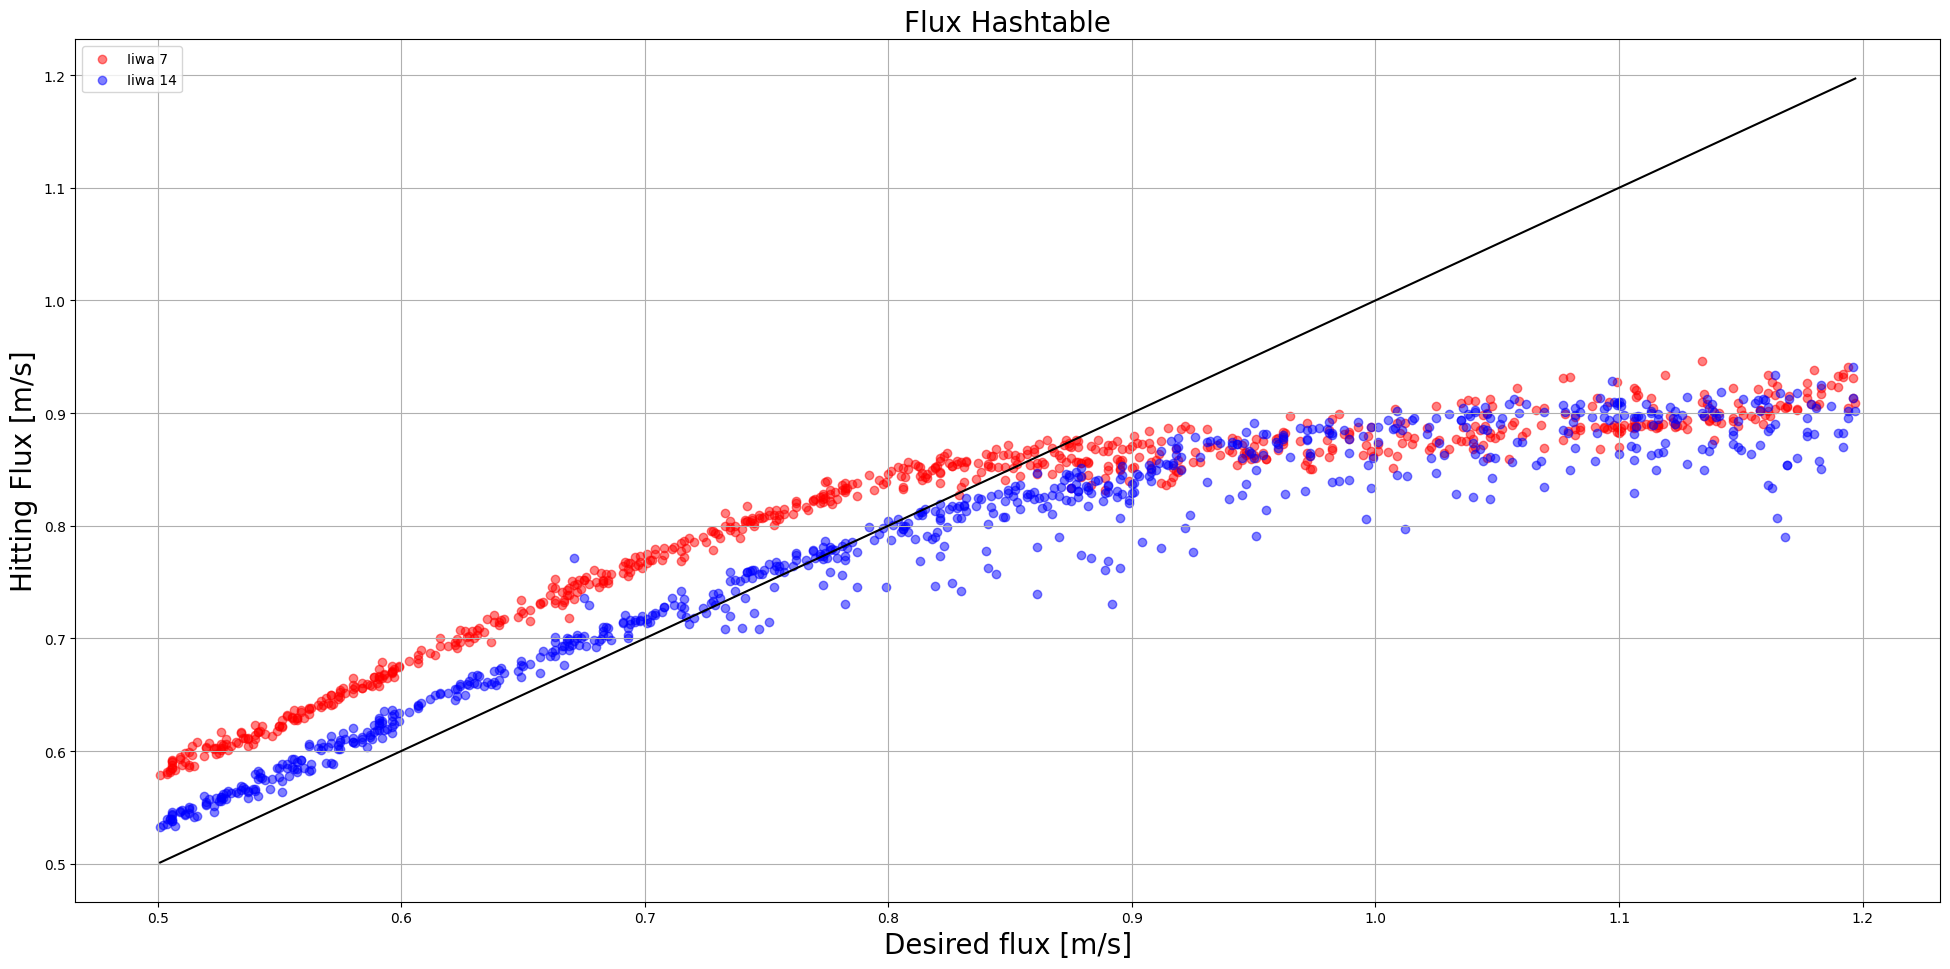 Flux Hashtable
Iiwa 7
Iiwa 14
Hitting Flux [m/s]
1.2
1.1
1.0
0.9
0.8
0.7
0.6
0.5
0.5 0.6 0.7 0.8 0.9 1.0 1.1 1.2
Desired flux [m/s]